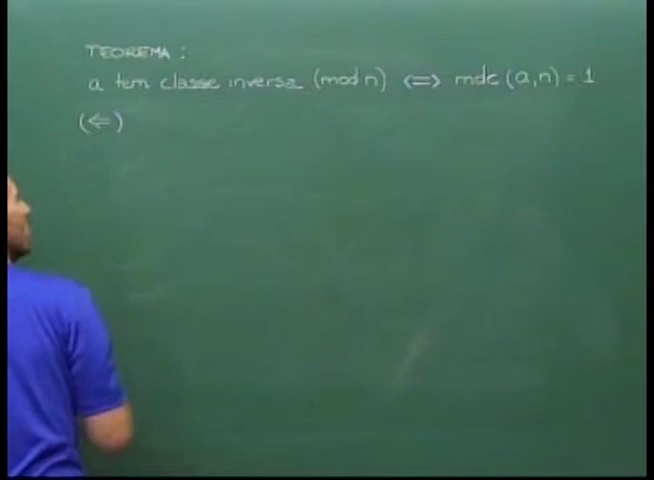 TEOREMA :
a tem classe inversa (mod n) <=> mdc (a,n) = 1
(<=)